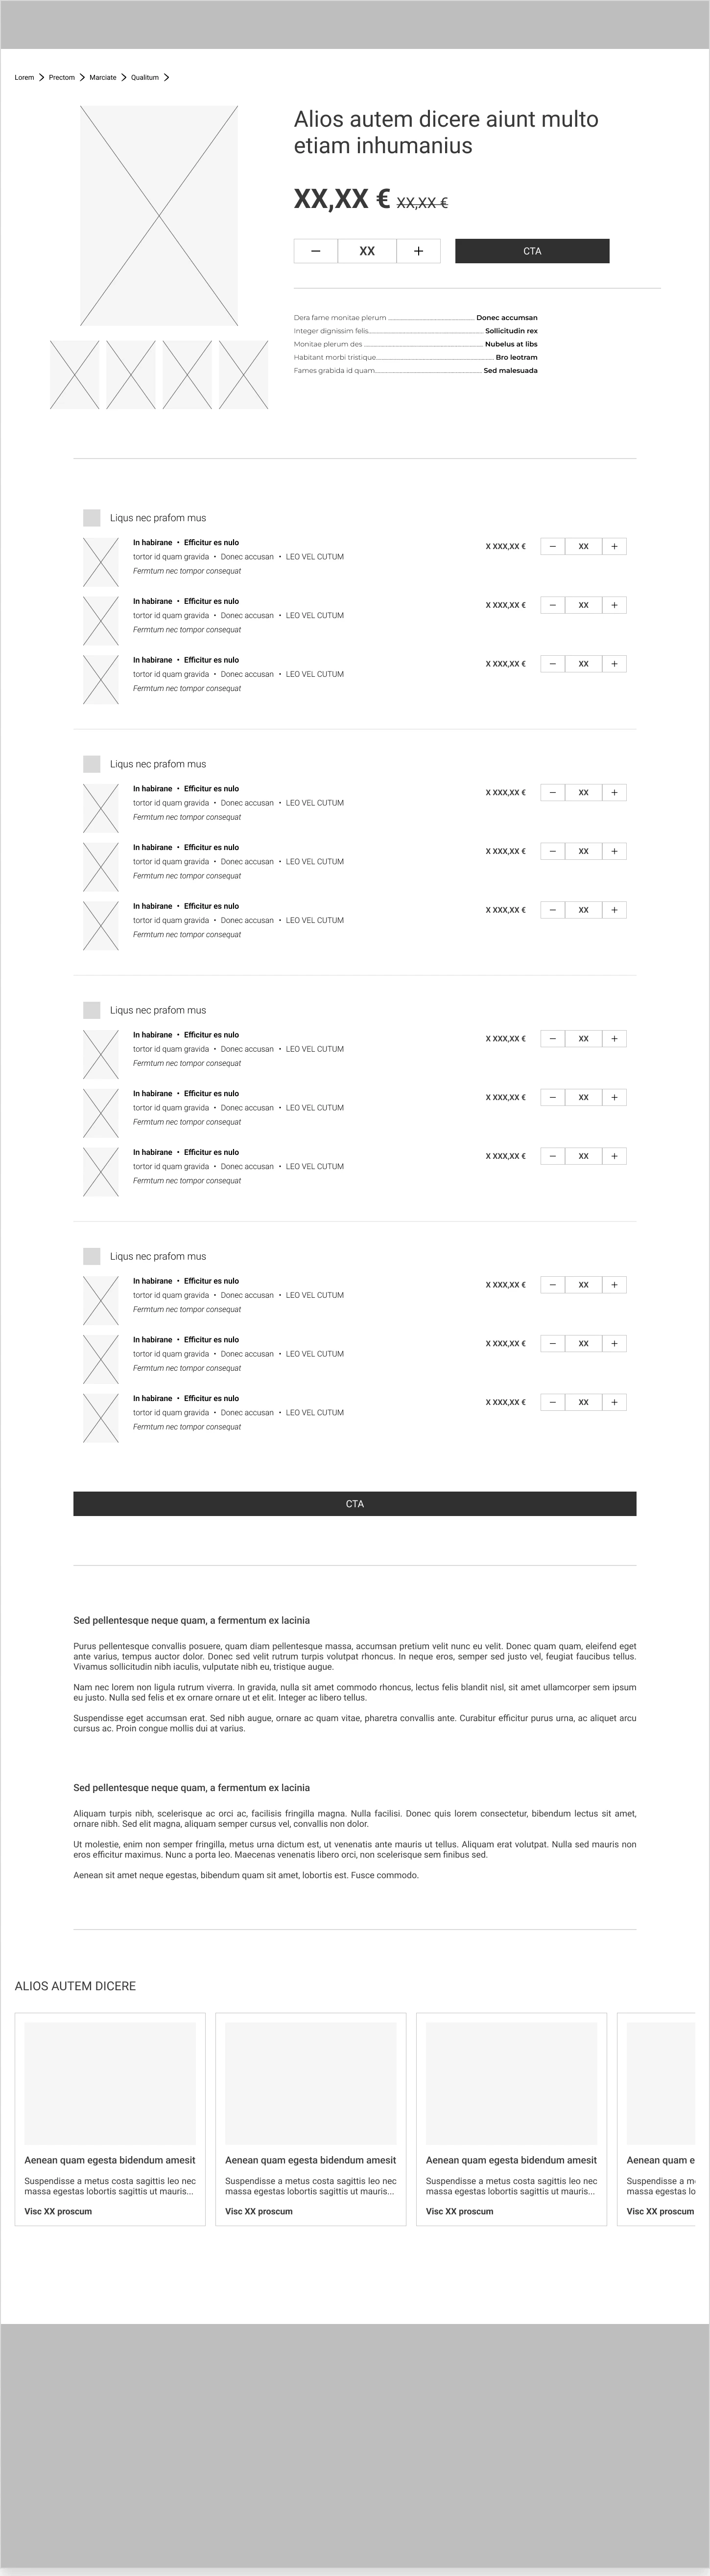 Lorem > Prectom > Marciate > Qualitum >
Alios autem dicere aiunt multo
etiam inhumanius
XX,XX € XX,XX €
– XX +
CTA
Dera fame monitae plerum Donec accumsan
Integer dignissim felis Sollicitudin rex
Monitae plerum des Nubelus at libs
Habitant morbi tristique Bro leotram
Fames grabida id quam Sed malesuada
Liqus nec prafom mus
In habirane • Efficitur es nulo
tortor id quam gravida • Donec accusan • LEO VEL CUTUM
Fermtum nec tompor consequat
X XXX,XX € – XX +
In habirane • Efficitur es nulo
tortor id quam gravida • Donec accusan • LEO VEL CUTUM
Fermtum nec tompor consequat
X XXX,XX € – XX +
In habirane • Efficitur es nulo
tortor id quam gravida • Donec accusan • LEO VEL CUTUM
Fermtum nec tompor consequat
X XXX,XX € – XX +
Liqus nec prafom mus
In habirane • Efficitur es nulo
tortor id quam gravida • Donec accusan • LEO VEL CUTUM
Fermtum nec tompor consequat
X XXX,XX € – XX +
In habirane • Efficitur es nulo
tortor id quam gravida • Donec accusan • LEO VEL CUTUM
Fermtum nec tompor consequat
X XXX,XX € – XX +
In habirane • Efficitur es nulo
tortor id quam gravida • Donec accusan • LEO VEL CUTUM
Fermtum nec tompor consequat
X XXX,XX € – XX +
Liqus nec prafom mus
In habirane • Efficitur es nulo
tortor id quam gravida • Donec accusan • LEO VEL CUTUM
Fermtum nec tompor consequat
X XXX,XX € – XX +
In habirane • Efficitur es nulo
tortor id quam gravida • Donec accusan • LEO VEL CUTUM
Fermtum nec tompor consequat
X XXX,XX € – XX +
In habirane • Efficitur es nulo
tortor id quam gravida • Donec accusan • LEO VEL CUTUM
Fermtum nec tompor consequat
X XXX,XX € – XX +
Liqus nec prafom mus
In habirane • Efficitur es nulo
tortor id quam gravida • Donec accusan • LEO VEL CUTUM
Fermtum nec tompor consequat
X XXX,XX € – XX +
In habirane • Efficitur es nulo
tortor id quam gravida • Donec accusan • LEO VEL CUTUM
Fermtum nec tompor consequat
X XXX,XX € – XX +
In habirane • Efficitur es nulo
tortor id quam gravida • Donec accusan • LEO VEL CUTUM
Fermtum nec tompor consequat
X XXX,XX € – XX +
CTA
Sed pellentesque neque quam, a fermentum ex lacinia
Purus pellentesque convallis posuere, quam diam pellentesque massa, accumsan pretium velit nunc eu velit. Donec quam quam, eleifend eget
ante varius, tempus auctor dolor. Donec sed velit rutrum turpis volutpat rhoncus. In neque eros, semper sed justo vel, feugiat faucibus tellus.
Vivamus sollicitudin nibh iaculis, vulputate nibh eu, tristique augue.
Nam nec lorem non ligula rutrum viverra. In gravida, nulla sit amet commodo rhoncus, lectus felis blandit nisl, sit amet ullamcorper sem ipsum
eu justo. Nulla sed felis et ex ornare ornare ut et elit. Integer ac libero tellus.
Suspendisse eget accumsan erat. Sed nibh augue, ornare ac quam vitae, pharetra convallis ante. Curabitur efficitur purus urna, ac aliquet arcu
cursus ac. Proin congue mollis dui at varius.
Sed pellentesque neque quam, a fermentum ex lacinia
Aliquam turpis nibh, scelerisque ac orci ac, facilisis fringilla magna. Nulla facilisi. Donec quis lorem consectetur, bibendum lectus sit amet,
ornare nibh. Sed elit magna, aliquam semper cursus vel, convallis non dolor.
Ut molestie, enim non semper fringilla, metus urna dictum est, ut venenatis ante mauris ut tellus. Aliquam erat volutpat. Nulla sed mauris non
eros efficitur maximus. Nunc a porta leo. Maecenas venenatis libero orci, non scelerisque sem finibus sed.
Aenean sit amet neque egestas, bibendum quam sit amet, lobortis est. Fusce commodo.
ALIOS AUTEM DICERE
Aenean quam egesta bidendum amesit
Suspendisse a metus costa sagittis leo nec
massa egestas lobortis sagittis ut mauris...
Visc XX proscum
Aenean quam egesta bidendum amesit
Suspendisse a metus costa sagittis leo nec
massa egestas lobortis sagittis ut mauris...
Visc XX proscum
Aenean quam egesta bidendum amesit
Suspendisse a metus costa sagittis leo nec
massa egestas lobortis sagittis ut mauris...
Visc XX proscum
Aenean quam e
Suspendisse a m
massa egestas lo
Visc XX proscum